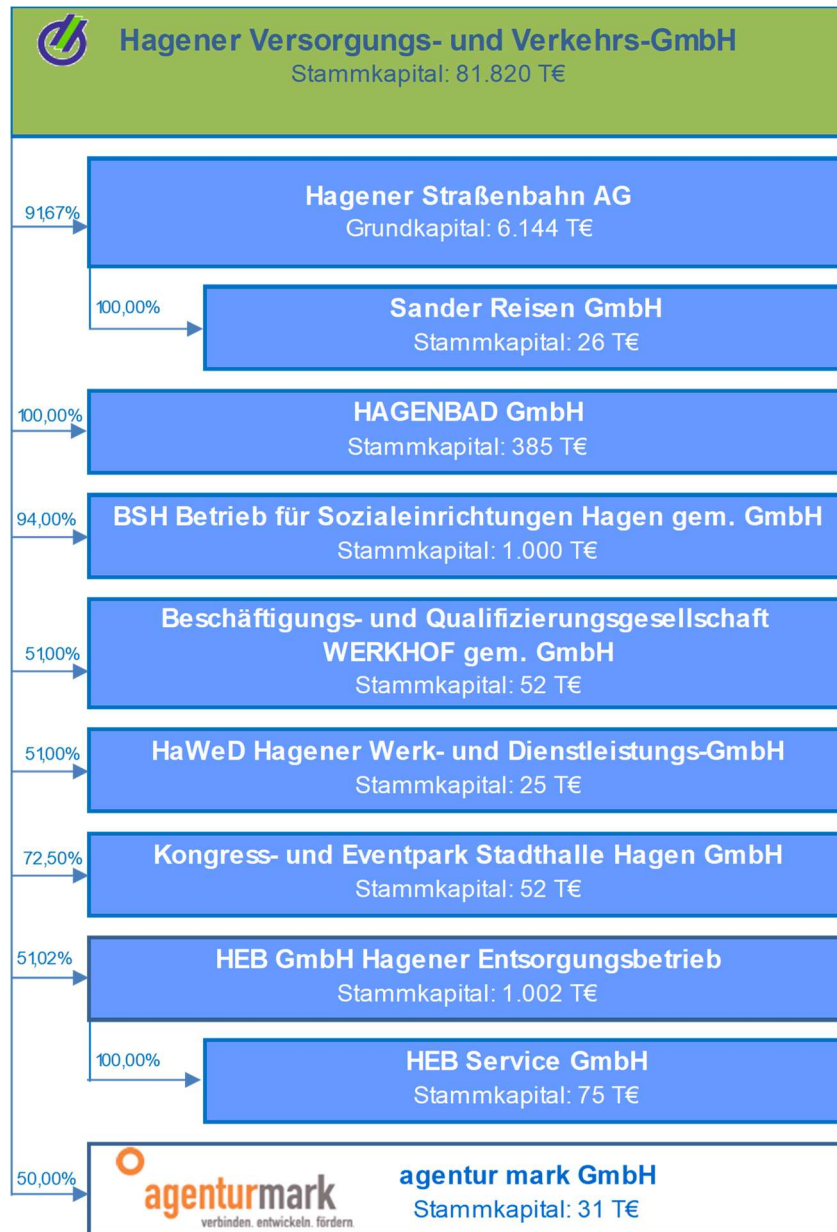 Hagener Versorgungs- und Verkehrs-GmbH
Stammkapital: 81.820 T€
91,67%
Hagener Straßenbahn AG
Grundkapital: 6.144 T€
100,00%
Sander Reisen GmbH
Stammkapital: 26 T€
100,00%
HAGENBAD GmbH
Stammkapital: 385 T€
94,00%
BSH Betrieb für Sozialeinrichtungen Hagen gem. GmbH
Stammkapital: 1.000 T€
51,00%
Beschäftigungs- und Qualifizierungsgesellschaft
WERKHOF gem. GmbH
Stammkapital: 52 T€
51,00%
HaWeD Hagener Werk- und Dienstleistungs-GmbH
Stammkapital: 25 T€
72,50%
Kongress- und Eventpark Stadthalle Hagen GmbH
Stammkapital: 52 T€
51,02%
HEB GmbH Hagener Entsorgungsbetrieb
Stammkapital: 1.002 T€
100,00%
HEB Service GmbH
Stammkapital: 75 T€
50,00%
agenturmark
verbinden. entwickeln. fördern.
agentur mark GmbH
Stammkapital: 31 T€